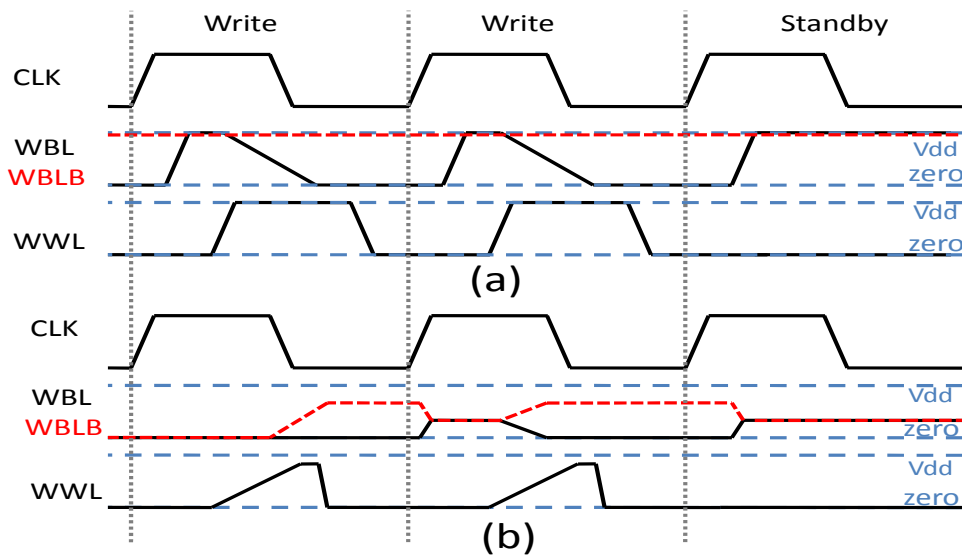 Write Write Standby
CLK
WBL Vdd
WBLB zero
Vdd
WWL zero
(a)
CLK
WBL Vdd
WBLB zero
Vdd
WWL zero
(b)